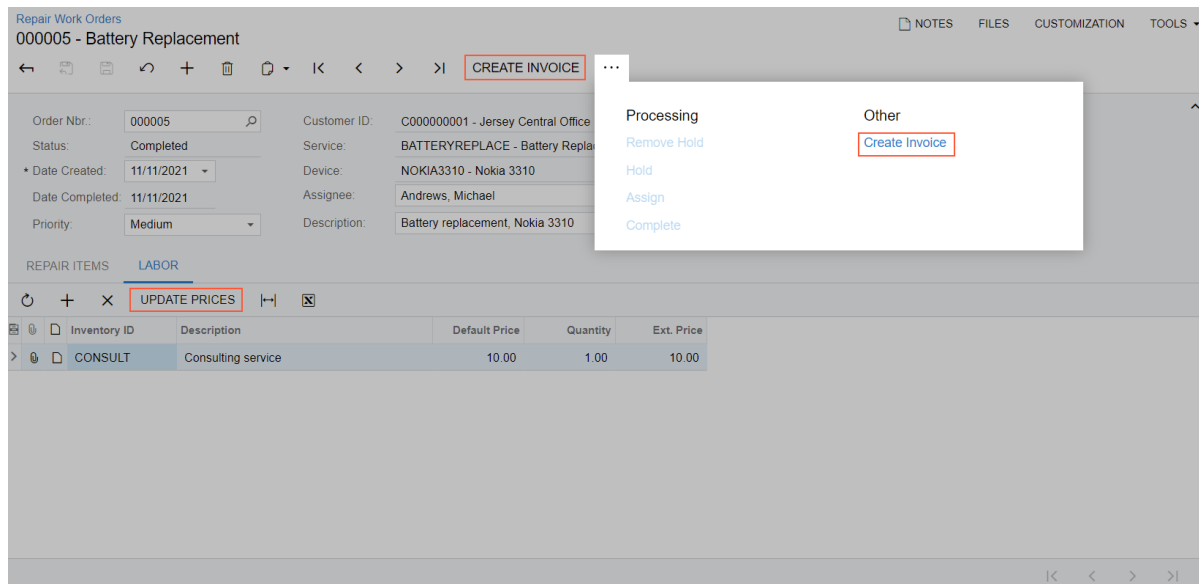 Repair Work Orders
000005 - Battery Replacement
NOTES FILES CUSTOMIZATION TOOLS
CREATE INVOICE ...
Processing Other
Remove Hold Create Invoice
Hold
Assign
Complete
Order Nbr.: 000005 Customer ID: C000000001 - Jersey Central Office
Status: Completed Service: BATTERYREPLACE - Battery Repla
* Date Created: 11/11/2021 Device: NOKIA3310 - Nokia 3310
Date Completed: 11/11/2021 Assignee: Andrews, Michael
Priority: Medium Description: Battery replacement, Nokia 3310
REPAIR ITEMS LABOR
UPDATE PRICES
Inventory ID Description Default Price Quantity Ext. Price
CONSULT Consulting service 10.00 1.00 10.00